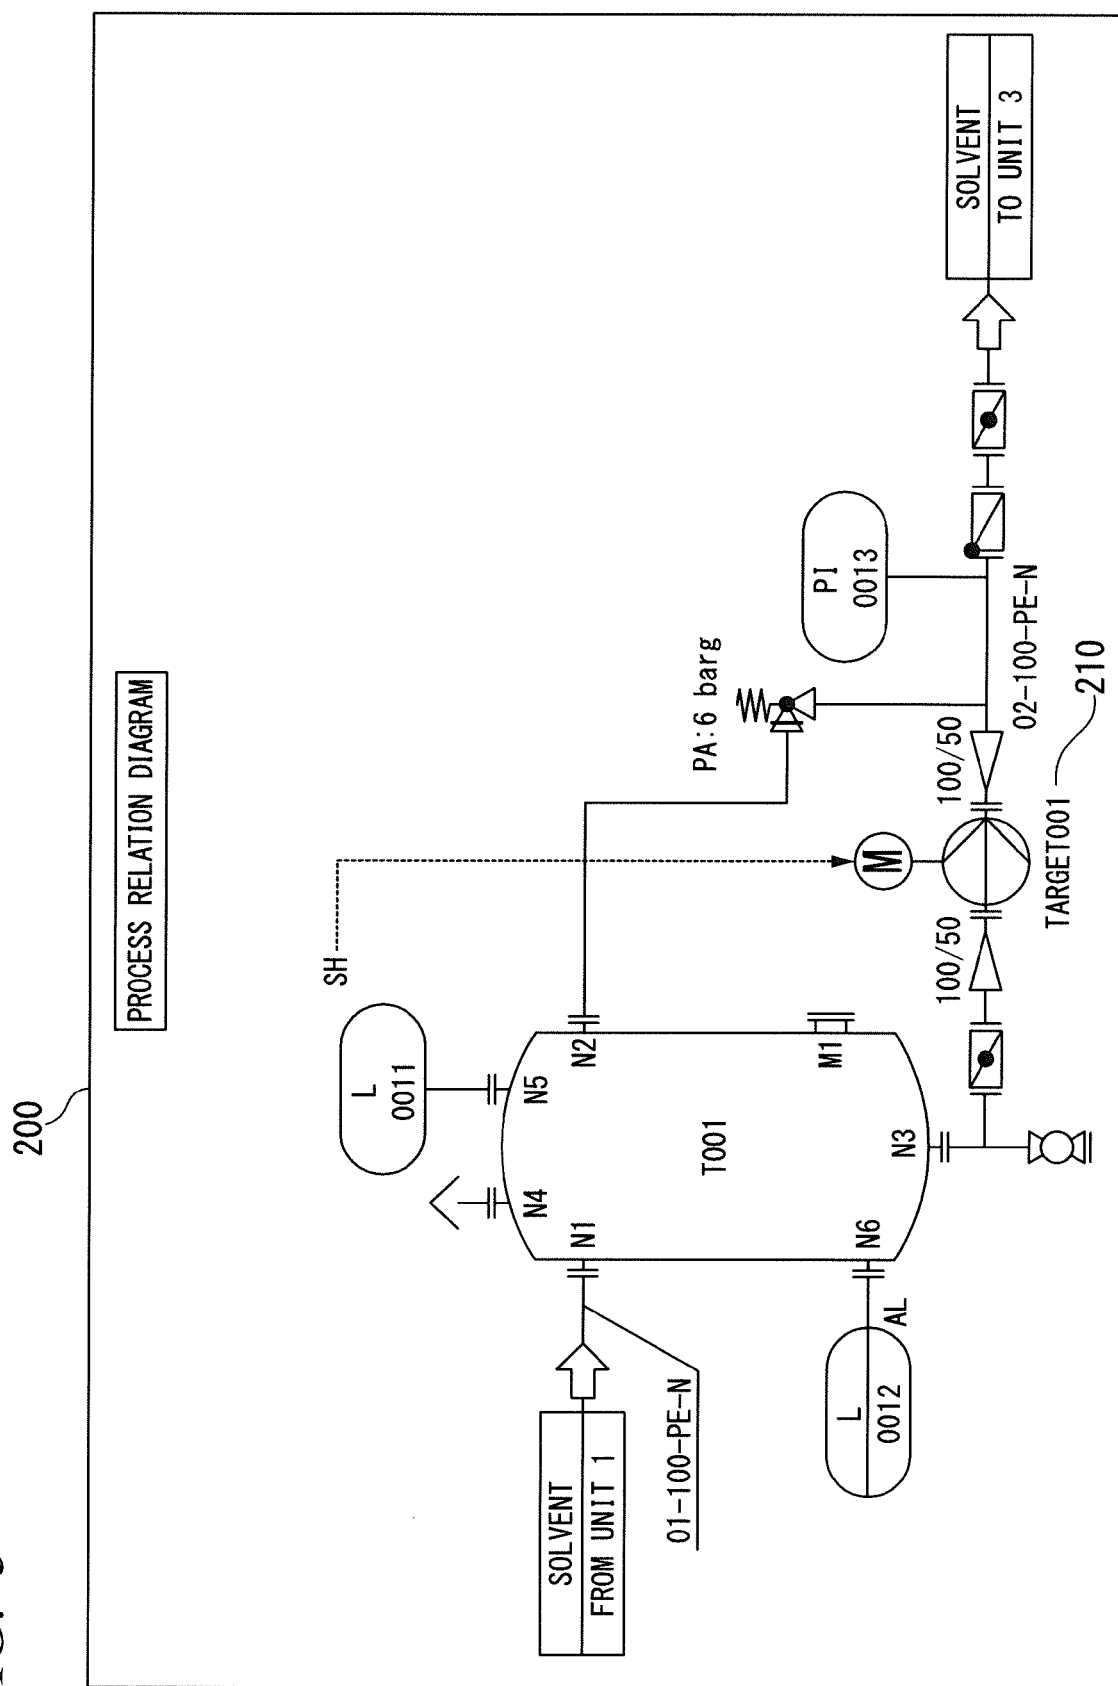 200
PROCESS RELATION DIAGRAM
SH
L
0011
N4
N5
N1
N2
SOLVENT
FROM UNIT 1
01-100-PE-N
T001
M1
N6
N3
AL
L
0012
PA:6 barg
M
PI
0013
100/50
100/50
TARGET001
210
02-100-PE-N
SOLVENT
TO UNIT 3